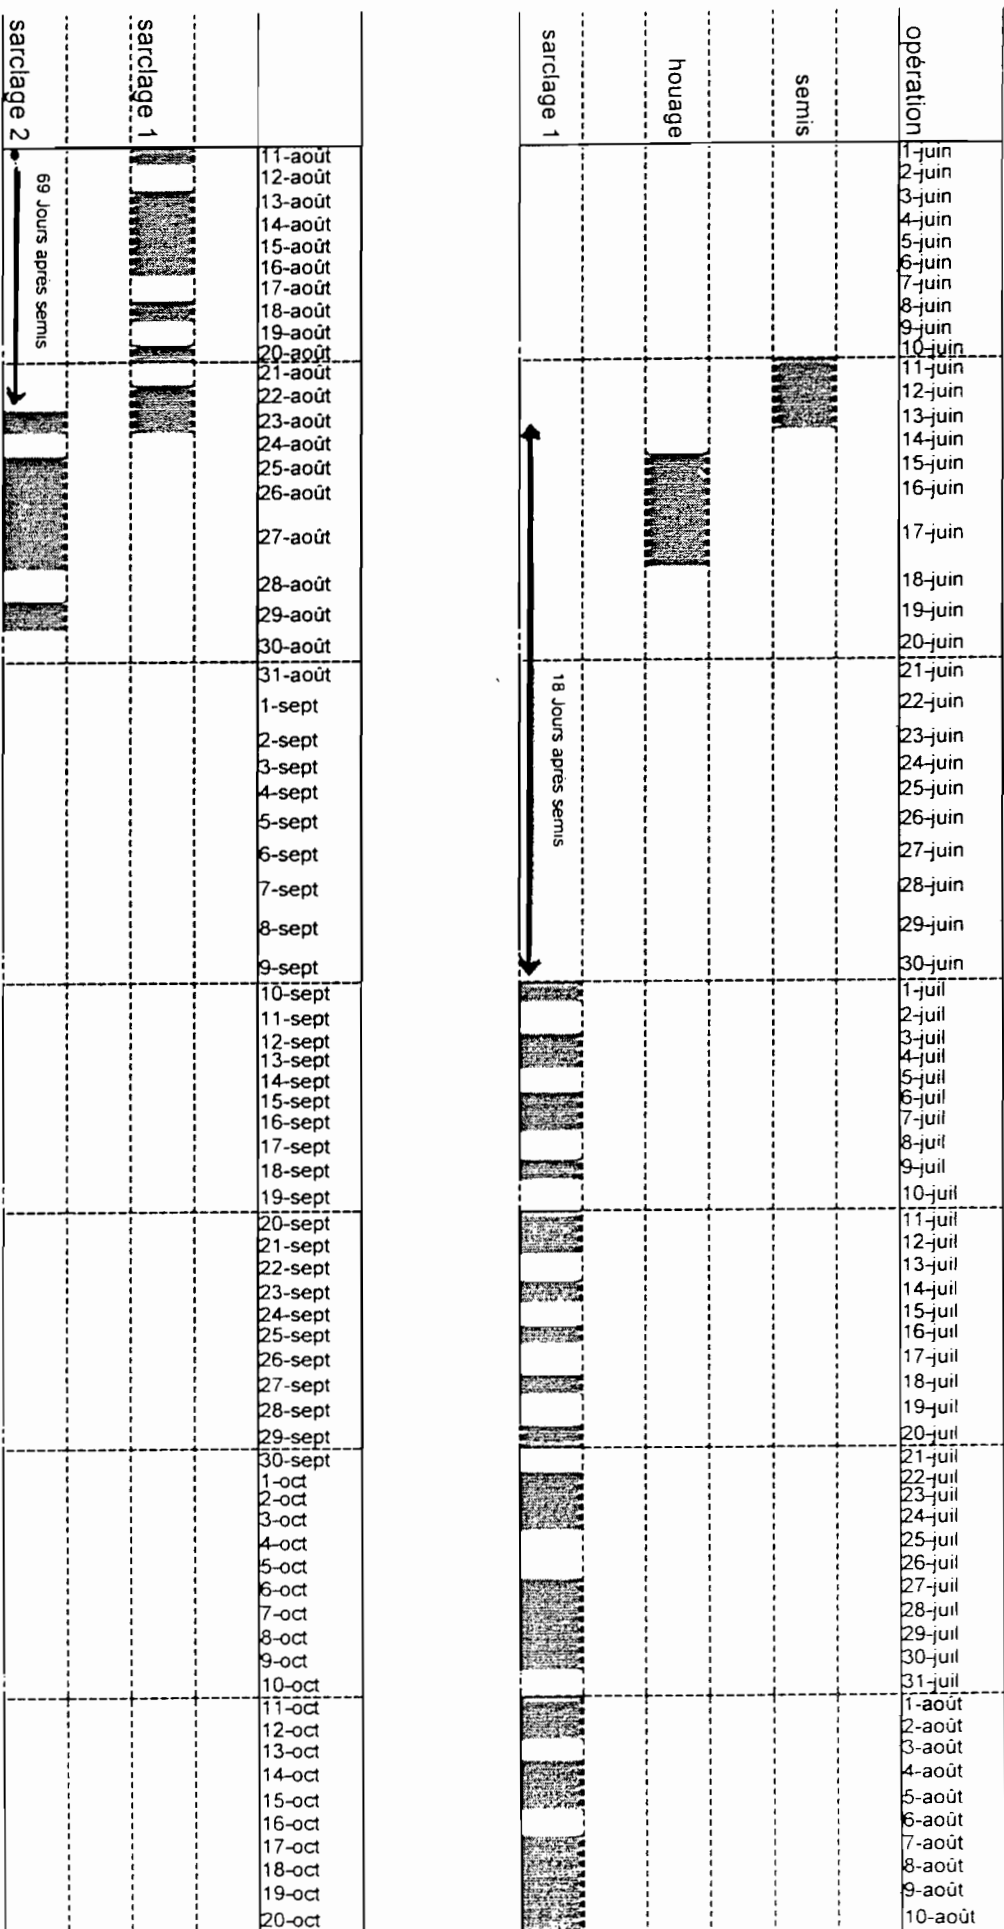 opération
1-juin
2-juin
3-juin
4-juin
5-juin
6-juin
7-juin
8-juin
9-juin
10-juin
11-juin
12-juin
13-juin
14-juin
15-juin
16-juin
17-juin
18-juin
19-juin
20-juin
21-juin
22-juin
23-juin
24-juin
25-juin
26-juin
27-juin
28-juin
29-juin
30-juin
1-juil
2-juil
3-juil
4-juil
5-juil
6-juil
7-juil
8-juil
9-juil
10-juil
11-juil
12-juil
13-juil
14-juil
15-juil
16-juil
17-juil
18-juil
19-juil
20-juil
21-juil
22-juil
23-juil
24-juil
25-juil
26-juil
27-juil
28-juil
29-juil
30-juil
31-juil
1-août
2-août
3-août
4-août
5-août
6-août
7-août
8-août
9-août
10-août
semis
houage
sarclage 1
18 Jours après semis
11-août
12-août
13-août
14-août
15-août
16-août
17-août
18-août
19-août
20-août
21-août
22-août
23-août
24-août
25-août
26-août
27-août
28-août
29-août
30-août
31-août
1-sept
2-sept
3-sept
4-sept
5-sept
6-sept
7-sept
8-sept
9-sept
10-sept
11-sept
12-sept
13-sept
14-sept
15-sept
16-sept
17-sept
18-sept
19-sept
20-sept
21-sept
22-sept
23-sept
24-sept
25-sept
26-sept
27-sept
28-sept
29-sept
30-sept
1-oct
2-oct
3-oct
4-oct
5-oct
6-oct
7-oct
8-oct
9-oct
10-oct
11-oct
12-oct
13-oct
14-oct
15-oct
16-oct
17-oct
18-oct
19-oct
20-oct
sarclage 1
sarclage 2
69 Jours après semis